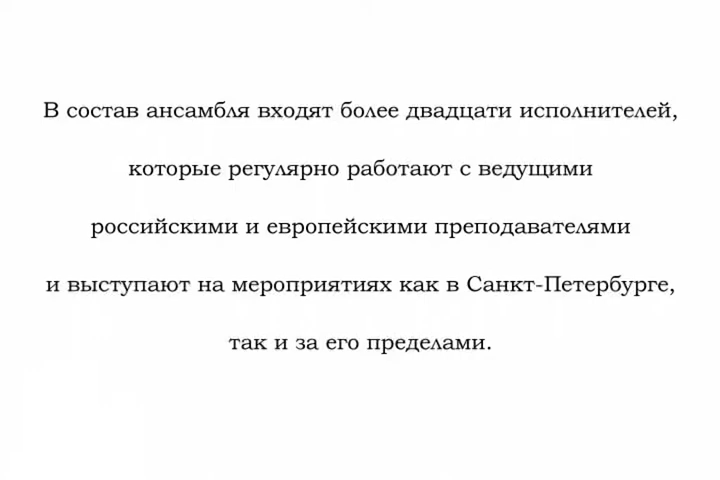 В состав ансамбля входят более двадцати исполнителей,
которые регулярно работают с ведущими
российскими и европейскими преподавателями
и выступают на мероприятиях как в Санкт-Петербурге,
так и за его пределами.